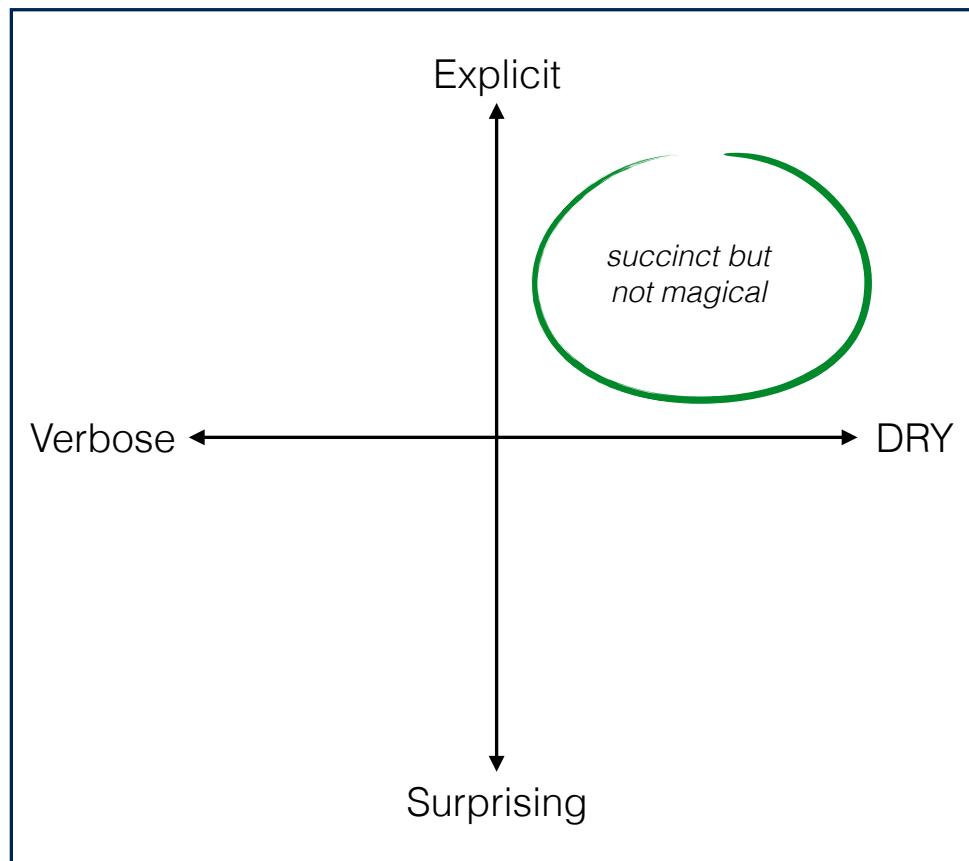 Explicit
succinct but
not magical
Verbose
DRY
Surprising